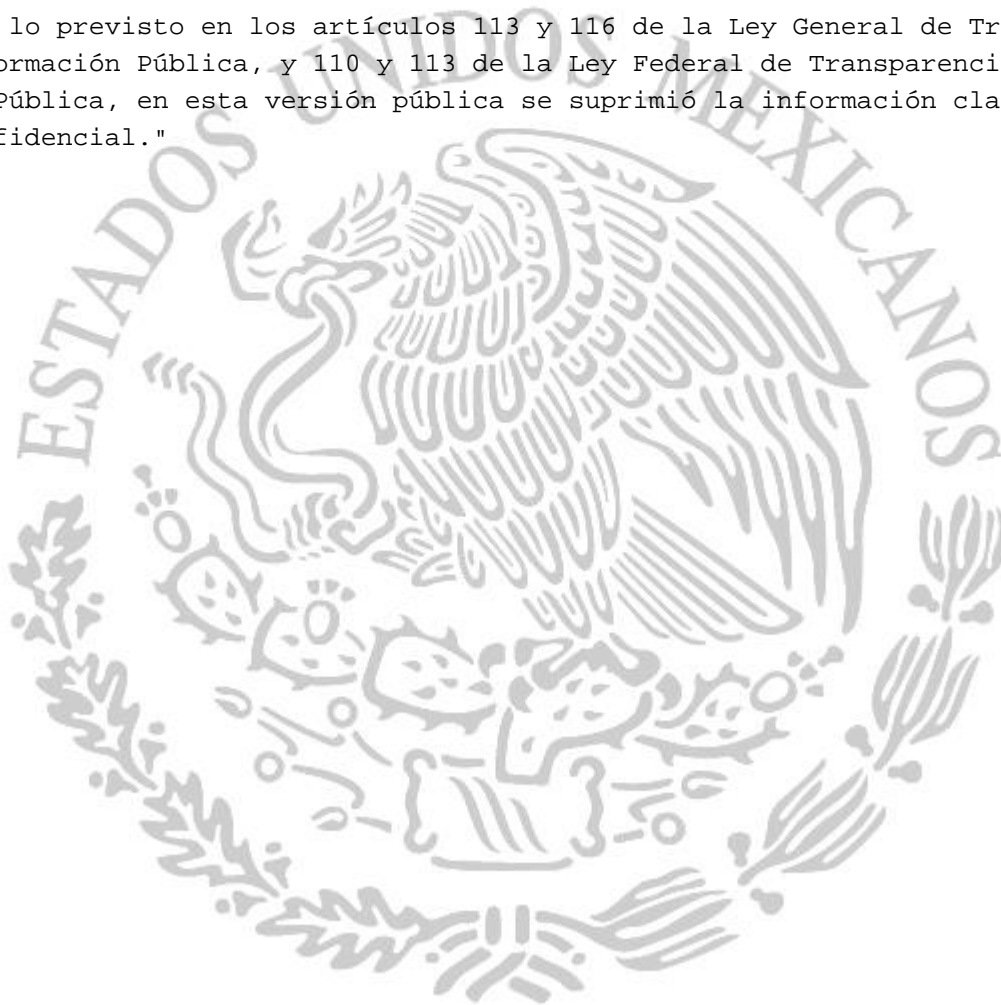 lo previsto en los artículos 113 y 116 de la Ley General de Tr
ormación Pública, y 110 y 113 de la Ley Federal de Transparenci
Pública, en esta versión pública se suprimió la información cla
fidencial."
ESTADOS UNIDOS MEXICANOS